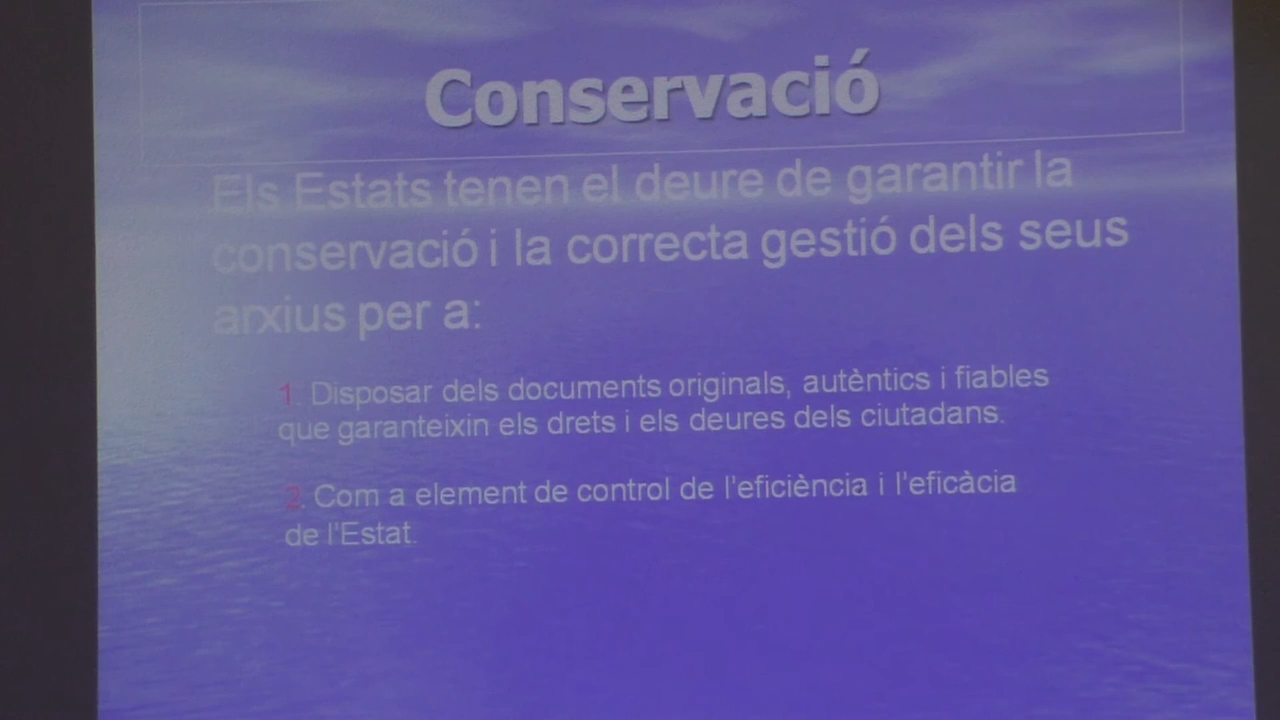 Conservació
Els Estats tenen el deure de garantir la
conservació i la correcta gestió dels seus
arxius per a:
1. Disposar dels documents originals, autèntics i fiables
que garanteixin els drets i els deures dels ciutadans.
2. Com a element de control de l'eficiència i l'eficàcia
de l'Estat.